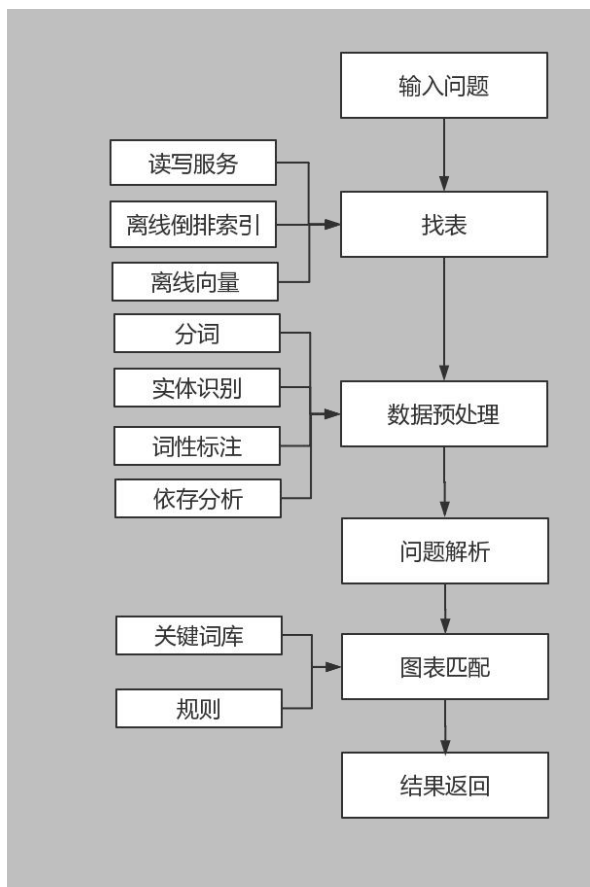 输入问题
读写服务
离线倒排索引
找表
离线向量
分词
实体识别
数据预处理
词性标注
依存分析
问题解析
关键词库
图表匹配
规则
结果返回